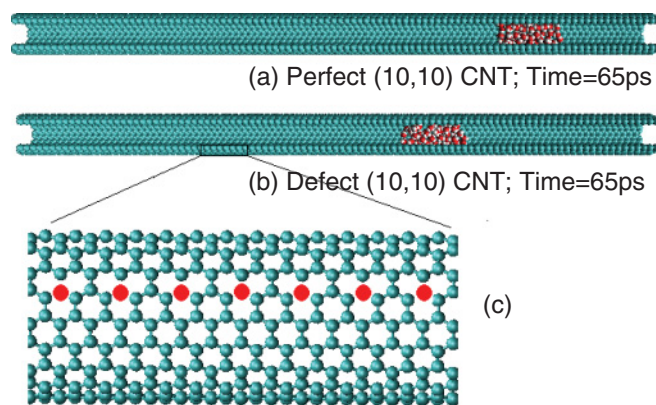 (a) Perfect (10,10) CNT; Time=65ps
(b) Defect (10,10) CNT; Time=65ps
(c)